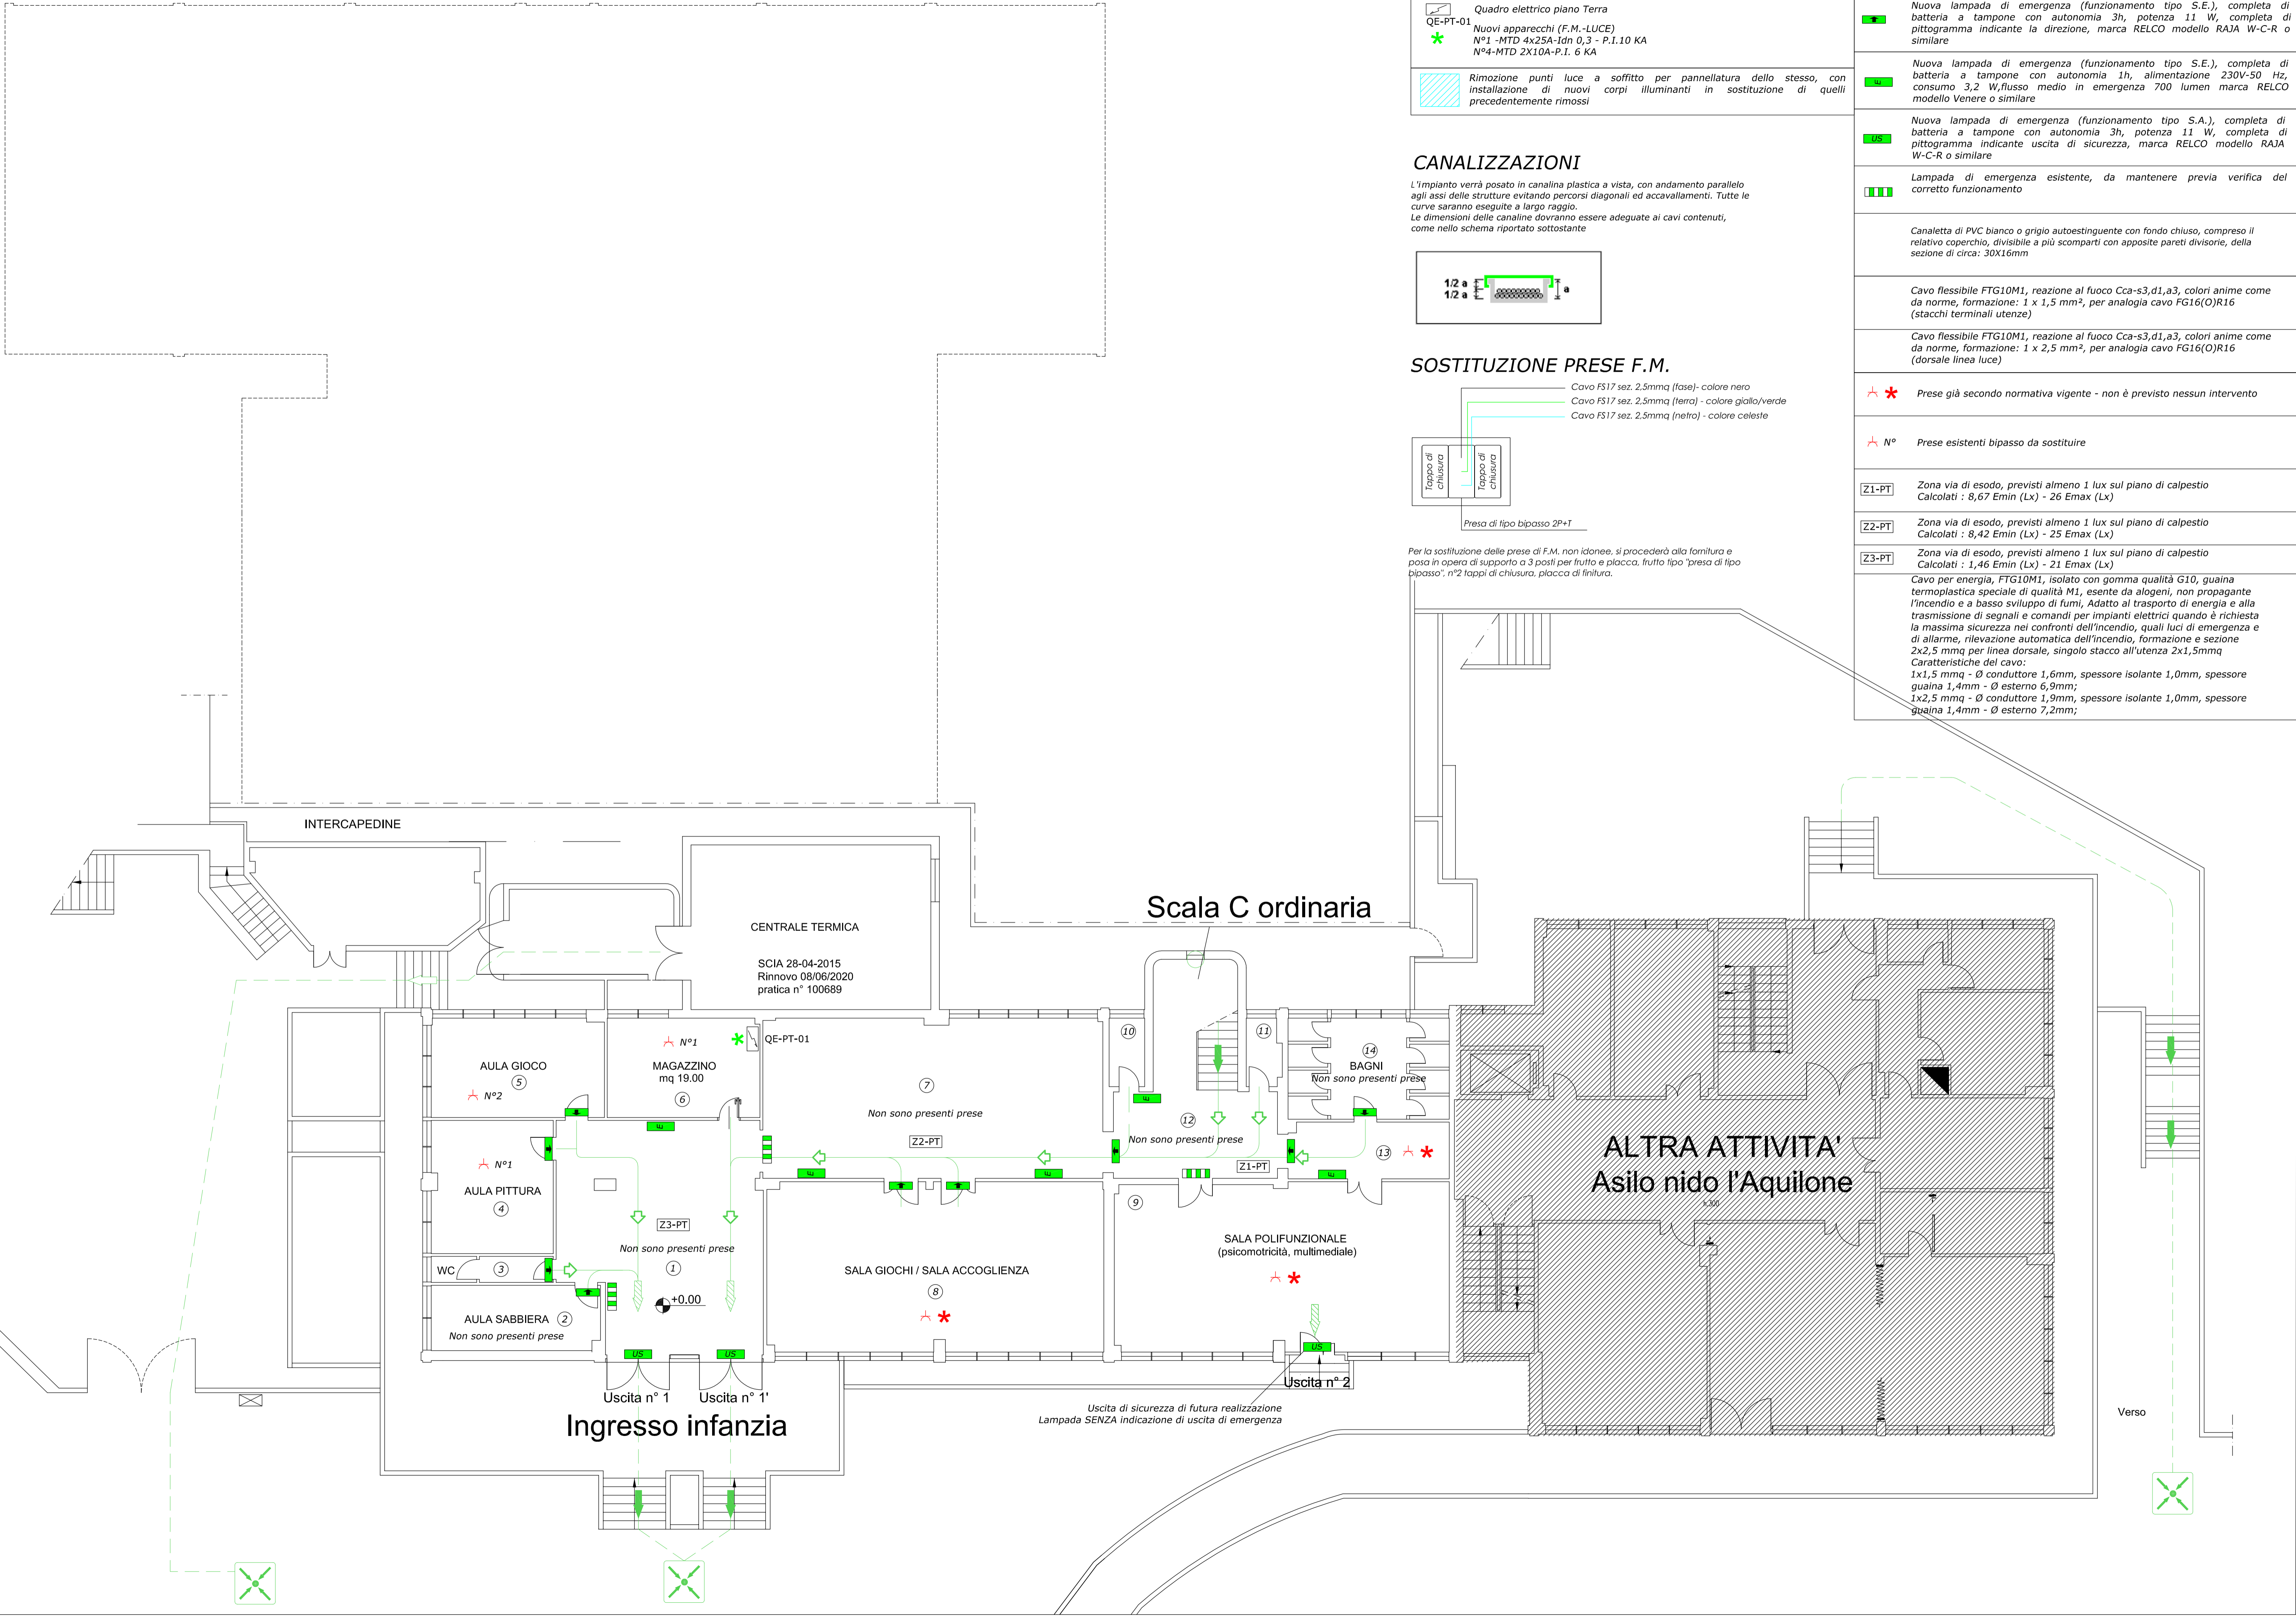 Quadro elettrico piano Terra
QE-PT-01
Nuovi apparecchi (F.M.-LUCE)
N°1 -MTD 4x25A-Idn 0,3 - P.I.10 KA
N°4-MTD 2X10A-P.I. 6 KA
Rimozione punti luce a soffitto per pannellatura dello stesso, con
installazione di nuovi corpi illuminanti in sostituzione di quelli
precedentemente rimossi
CANALIZZAZIONI
L'impianto verrà posato in canalina plastica a vista, con andamento parallelo
agli assi delle strutture evitando percorsi diagonali ed accavallamenti. Tutte le
curve saranno eseguite a largo raggio.
Le dimensioni delle canaline dovranno essere adeguate ai cavi contenuti,
come nello schema riportato sottostante
1/2 a
1/2 a
a
SOSTITUZIONE PRESE F.M.
Cavo FS17 sez. 2,5mmq (fase)- colore nero
Cavo FS17 sez. 2,5mmq (terra) - colore giallo/verde
Cavo FS17 sez. 2,5mmq (netro) - colore celeste
Tappo di
chiusura
Tappo di
chiusura
Presa di tipo bipasso 2P+T
Per la sostituzione delle prese di F.M. non idonee, si procederà alla fornitura e
posa in opera di supporto a 3 posti per frutto e placca, frutto tipo "presa di tipo
bipasso", n°2 tappi di chiusura, placca di finitura.
Nuova lampada di emergenza (funzionamento tipo S.E.), completa di
batteria a tampone con autonomia 3h, potenza 11 W, completa di
pittogramma indicante la direzione, marca RELCO modello RAJA W-C-R o
similare
E
Nuova lampada di emergenza (funzionamento tipo S.E.), completa di
batteria a tampone con autonomia 1h, alimentazione 230V-50 Hz,
consumo 3,2 W,flusso medio in emergenza 700 lumen marca RELCO
modello Venere o similare
US
Nuova lampada di emergenza (funzionamento tipo S.A.), completa di
batteria a tampone con autonomia 3h, potenza 11 W, completa di
pittogramma indicante uscita di sicurezza, marca RELCO modello RAJA
W-C-R o similare
Lampada di emergenza esistente, da mantenere previa verifica del
corretto funzionamento
Canaletta di PVC bianco o grigio autoestinguente con fondo chiuso, compreso il
relativo coperchio, divisibile a più scomparti con apposite pareti divisorie, della
sezione di circa: 30X16mm
Cavo flessibile FTG10M1, reazione al fuoco Cca-s3,d1,a3, colori anime come
da norme, formazione: 1 x 1,5 mm², per analogia cavo FG16(O)R16
(stacchi terminali utenze)
Cavo flessibile FTG10M1, reazione al fuoco Cca-s3,d1,a3, colori anime come
da norme, formazione: 1 x 2,5 mm², per analogia cavo FG16(O)R16
(dorsale linea luce)
Prese già secondo normativa vigente - non è previsto nessun intervento
N° Prese esistenti bipasso da sostituire
Z1-PT
Zona via di esodo, previsti almeno 1 lux sul piano di calpestio
Calcolati : 8,67 Emin (Lx) - 26 Emax (Lx)
Z2-PT
Zona via di esodo, previsti almeno 1 lux sul piano di calpestio
Calcolati : 8,42 Emin (Lx) - 25 Emax (Lx)
Z3-PT
Zona via di esodo, previsti almeno 1 lux sul piano di calpestio
Calcolati : 1,46 Emin (Lx) - 21 Emax (Lx)
Cavo per energia, FTG10M1, isolato con gomma qualità G10, guaina
termoplastica speciale di qualità M1, esente da alogeni, non propagante
l'incendio e a basso sviluppo di fumi, Adatto al trasporto di energia e alla
trasmissione di segnali e comandi per impianti elettrici quando è richiesta
la massima sicurezza nei confronti dell'incendio, quali luci di emergenza e
di allarme, rilevazione automatica dell'incendio, formazione e sezione
2x2,5 mmq per linea dorsale, singolo stacco all'utenza 2x1,5mmq
Caratteristiche del cavo:
1x1,5 mmq - Ø conduttore 1,6mm, spessore isolante 1,0mm, spessore
guaina 1,4mm - Ø esterno 6,9mm;
1x2,5 mmq - Ø conduttore 1,9mm, spessore isolante 1,0mm, spessore
guaina 1,4mm - Ø esterno 7,2mm;
INTERCAPEDINE
CENTRALE TERMICA
SCIA 28-04-2015
Rinnovo 08/06/2020
pratica n° 100689
Scala C ordinaria
AULA GIOCO
5
N°2
N°1
MAGAZZINO
mq 19.00
6
QE-PT-01
7
Non sono presenti prese
Z2-PT
E
E
E
10
11
E
12
Non sono presenti prese
Z1-PT
14
BAGNI
Non sono presenti prese
13
E
N°1
AULA PITTURA
4
WC
3
AULA SABBIERA 2
Non sono presenti prese
Z3-PT
Non sono presenti prese
1
+0.00
US
US
SALA GIOCHI / SALA ACCOGLIENZA
8
9
SALA POLIFUNZIONALE
(psicomotricità, multimediale)
US
ALTRA ATTIVITA'
Asilo nido l'Aquilone
h.300
Uscita n° 1
Uscita n° 1'
Ingresso infanzia
Uscita n° 2
Uscita di sicurezza di futura realizzazione
Lampada SENZA indicazione di uscita di emergenza
Verso